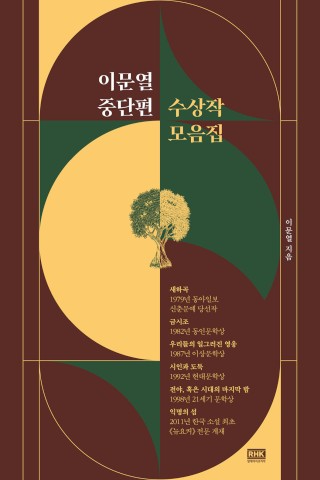 이문열
중단편
수상작
모음집
이문열 지음
새하곡
1979년 동아일보
신춘문예 당선작
금시조
1982년 동인문학상
우리들의 일그러진 영웅
1987년 이상문학상
시인과 도둑
1992년 현대문학상
전야, 혹은 시대의 마지막 밤
1998년 21세기 문학상
익명의 섬
2011년 한국 소설 최초
《뉴요커》 전문 게재
RHK